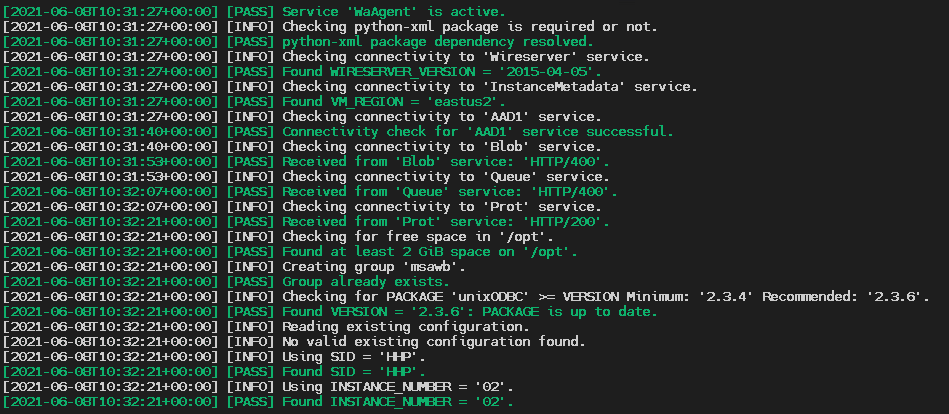 [2021-06-08T10:31:27+00:00] [PASS] Service 'WaAgent' is active.
[2021-06-08T10:31:27+00:00] [INFO] Checking python-xml package is required or not.
[2021-06-08T10:31:27+00:00] [PASS] python-xml package dependency resolved.
[2021-06-08T10:31:27+00:00] [INFO] Checking connectivity to 'Wireserver' service.
[2021-06-08T10:31:27+00:00] [PASS] Found WIRESERVER_VERSION = '2015-04-05'.
[2021-06-08T10:31:27+00:00] [INFO] Checking connectivity to 'InstanceMetadata' service.
[2021-06-08T10:31:27+00:00] [PASS] Found VM_REGION = 'eastus2'.
[2021-06-08T10:31:27+00:00] [INFO] Checking connectivity to 'AAD1' service.
[2021-06-08T10:31:40+00:00] [PASS] Connectivity check for 'AAD1' service successful.
[2021-06-08T10:31:40+00:00] [INFO] Checking connectivity to 'Blob' service.
[2021-06-08T10:31:53+00:00] [PASS] Received from 'Blob' service: 'HTTP/400'.
[2021-06-08T10:31:53+00:00] [INFO] Checking connectivity to 'Queue' service.
[2021-06-08T10:32:07+00:00] [PASS] Received from 'Queue' service: 'HTTP/400'.
[2021-06-08T10:32:07+00:00] [INFO] Checking connectivity to 'Prot' service.
[2021-06-08T10:32:21+00:00] [PASS] Received from 'Prot' service: 'HTTP/200'.
[2021-06-08T10:32:21+00:00] [INFO] Checking for free space in '/opt'.
[2021-06-08T10:32:21+00:00] [PASS] Found at least 2 GiB space on '/opt'.
[2021-06-08T10:32:21+00:00] [INFO] Creating group 'msawb'.
[2021-06-08T10:32:21+00:00] [PASS] Group already exists.
[2021-06-08T10:32:21+00:00] [INFO] Checking for PACKAGE 'unixODBC' >= VERSION Minimum: '2.3.4' Recommended: '2.3.6'.
[2021-06-08T10:32:21+00:00] [PASS] Found VERSION = '2.3.6': PACKAGE is up to date.
[2021-06-08T10:32:21+00:00] [INFO] Reading existing configuration.
[2021-06-08T10:32:21+00:00] [INFO] No valid existing configuration found.
[2021-06-08T10:32:21+00:00] [INFO] Using SID = 'HHP'.
[2021-06-08T10:32:21+00:00] [PASS] Found SID = 'HHP'.
[2021-06-08T10:32:21+00:00] [INFO] Using INSTANCE_NUMBER = '02'.
[2021-06-08T10:32:21+00:00] [PASS] Found INSTANCE_NUMBER = '02'.